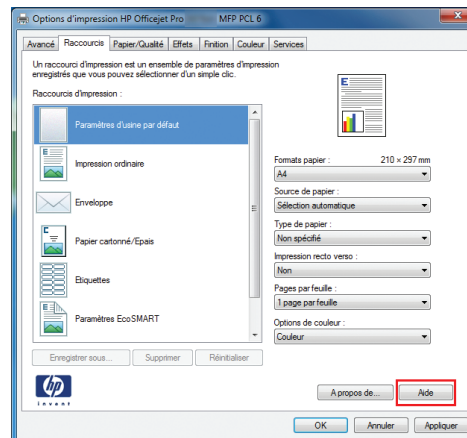 Options d'impression HP Officejet Pro MFP PCL 6
Avancé Raccourcis Papier/Qualité Effets Finition Couleur Services
Un raccourci d'impression est un ensemble de paramètres d'impression
enregistrés que vous pouvez sélectionner d'un simple clic.
Raccourcis d'impression :
Paramètres d'usine par défaut
Impression ordinaire
Enveloppe
Papier cartonné/Epais
Etiquettes
Paramètres EcoSMART
Enregistrer sous... Supprimer Réinitialiser
Formats papier : 210 × 297 mm
A4
Source de papier :
Sélection automatique
Type de papier :
Non spécifié
Impression recto verso :
Non
Pages par feuille :
1 page par feuille
Options de couleur :
Couleur
hp
invent
A propos de... Aide
OK Annuler Appliquer